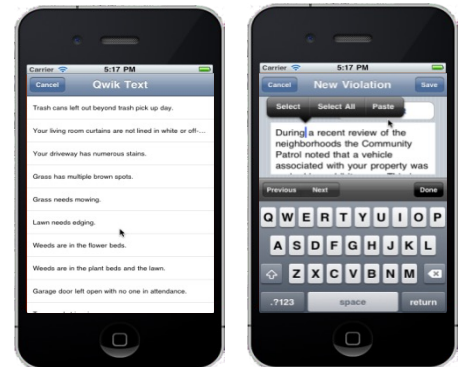 Carrier 5:17 PM
Cancel Qwik Text
Trash cans left out beyond trash pick up day.
Your living room curtains are not lined in white or off-...
Your driveway has numerous stains.
Grass has multiple brown spots.
Grass needs mowing.
Lawn needs edging.
Weeds are in the flower beds.
Weeds are in the plant beds and the lawn.
Garage door left open with no one in attendance.
Carrier 5:17 PM
Cancel New Violation Save
Select Select All Paste
During a recent review of the
neighborhoods the Community
Patrol noted that a vehicle
associated with your property was
Previous Next Done
Q W E R T Y U I O P
A S D F G H J K L
Z X C V B N M
.?123 space return